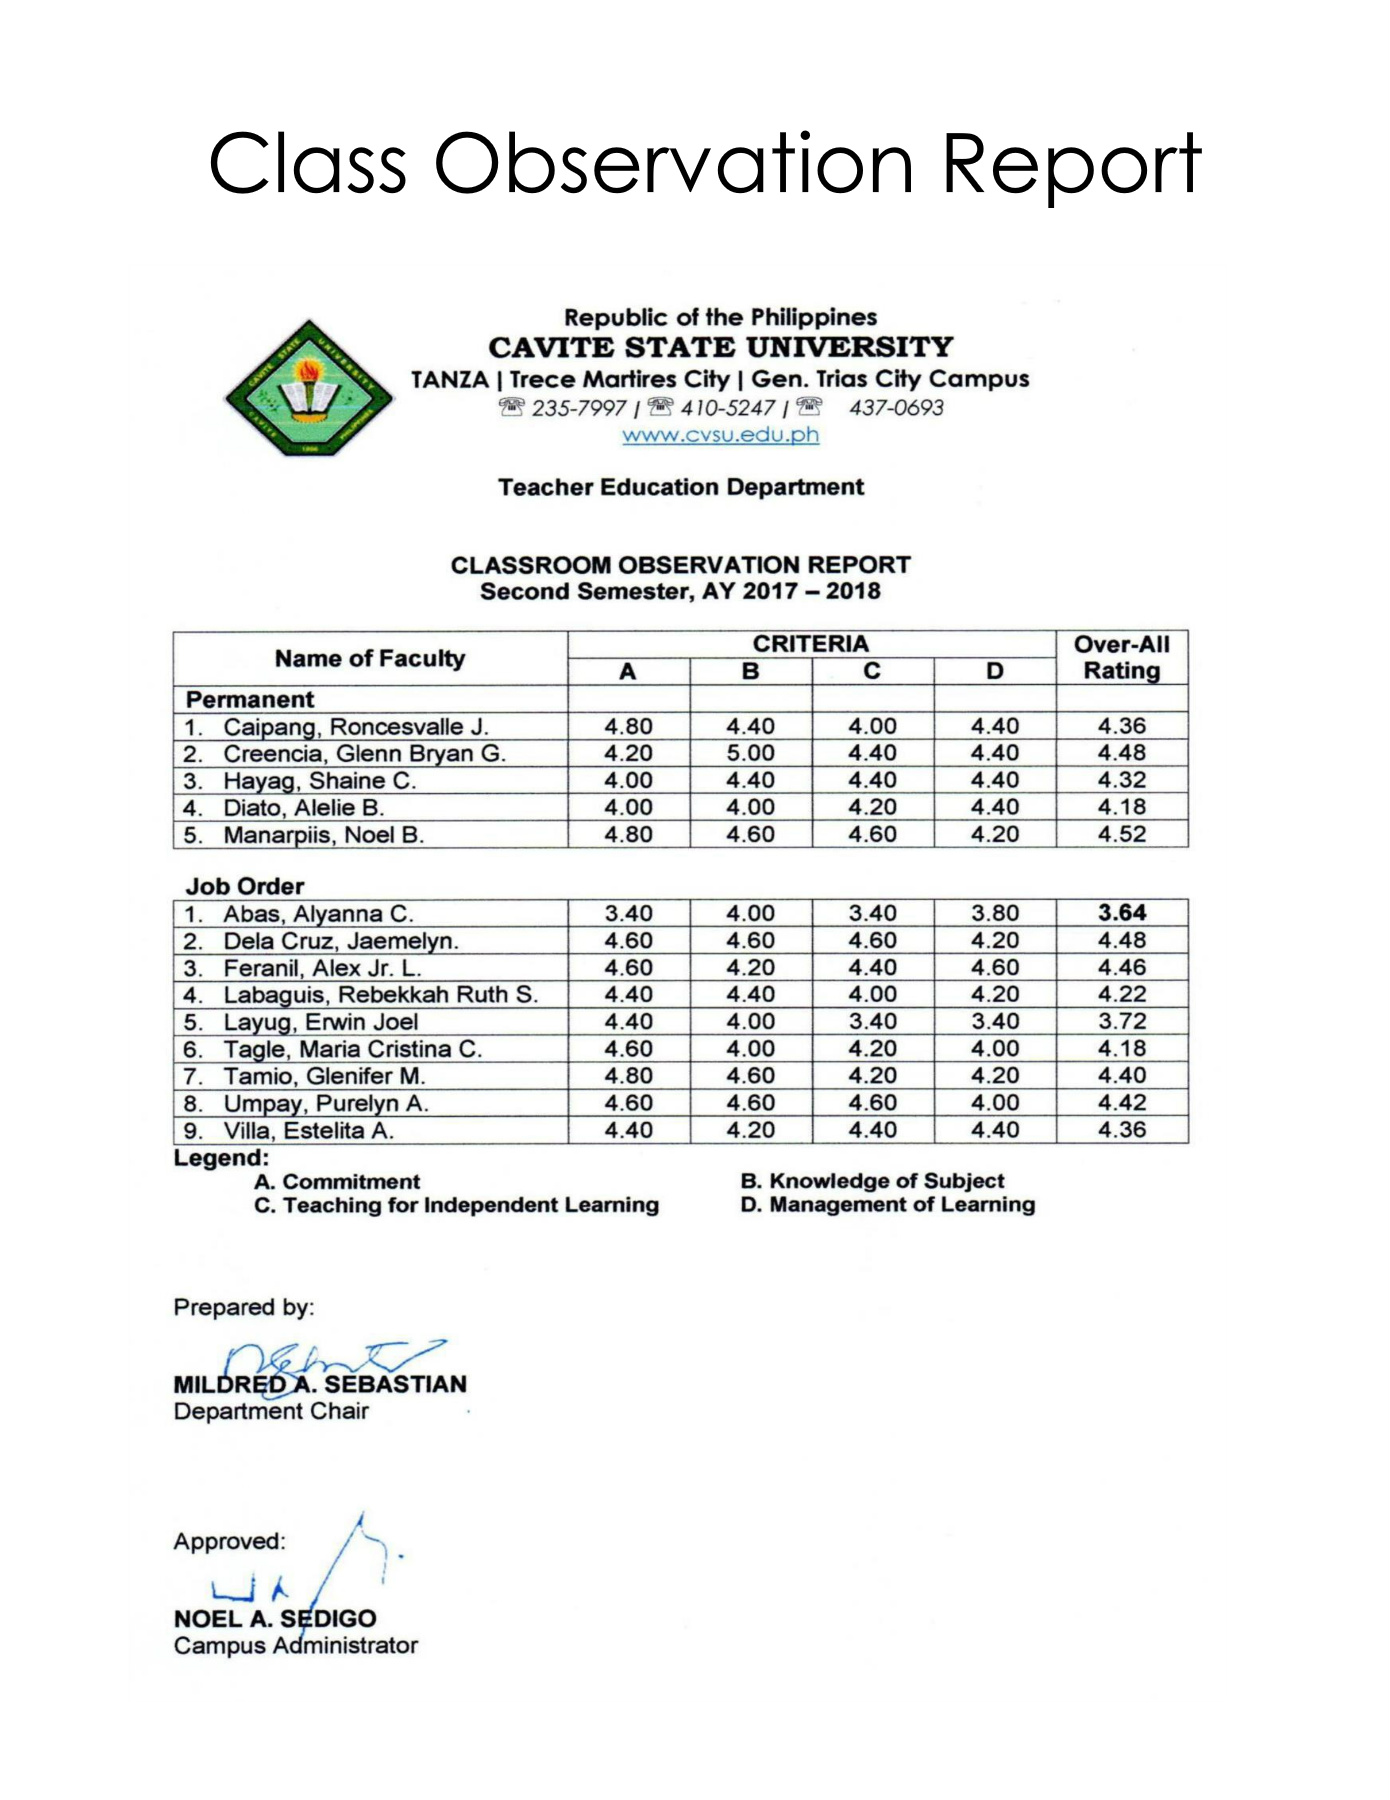 Class Observation Report
Republic of the Philippines
CAVITE STATE UNIVERSITY
TANZA | Trece Martires City | Gen. Trias City Campus
☏ 235-7997 | ☏ 410-5247 | ☏ 437-0693
www.cvsu.edu.ph
CAVITE STATE UNIVERSITY
CAVITE 1906 PHILIPPINES
Teacher Education Department
CLASSROOM OBSERVATION REPORT
Second Semester, AY 2017 – 2018
Name of Faculty CRITERIA Over-All Rating
A B C D
Permanent
1. Caipang, Roncesvalle J. 4.80 4.40 4.00 4.40 4.36
2. Creencia, Glenn Bryan G. 4.20 5.00 4.40 4.40 4.48
3. Hayag, Shaine C. 4.00 4.40 4.40 4.40 4.32
4. Diato, Alelie B. 4.00 4.00 4.20 4.40 4.18
5. Manarpiis, Noel B. 4.80 4.60 4.60 4.20 4.52
Job Order
1. Abas, Alyanna C. 3.40 4.00 3.40 3.80 3.64
2. Dela Cruz, Jaemelyn. 4.60 4.60 4.60 4.20 4.48
3. Feranil, Alex Jr. L. 4.60 4.20 4.40 4.60 4.46
4. Labaguis, Rebekkah Ruth S. 4.40 4.40 4.00 4.20 4.22
5. Layug, Erwin Joel 4.40 4.00 3.40 3.40 3.72
6. Tagle, Maria Cristina C. 4.60 4.00 4.20 4.00 4.18
7. Tamio, Glenifer M. 4.80 4.60 4.20 4.20 4.40
8. Umpay, Purelyn A. 4.60 4.60 4.60 4.00 4.42
9. Villa, Estelita A. 4.40 4.20 4.40 4.40 4.36
Legend:
A. Commitment B. Knowledge of Subject
C. Teaching for Independent Learning D. Management of Learning
Prepared by:
MILDRED A. SEBASTIAN
Department Chair
Approved:
NOEL A. SEDIGO
Campus Administrator